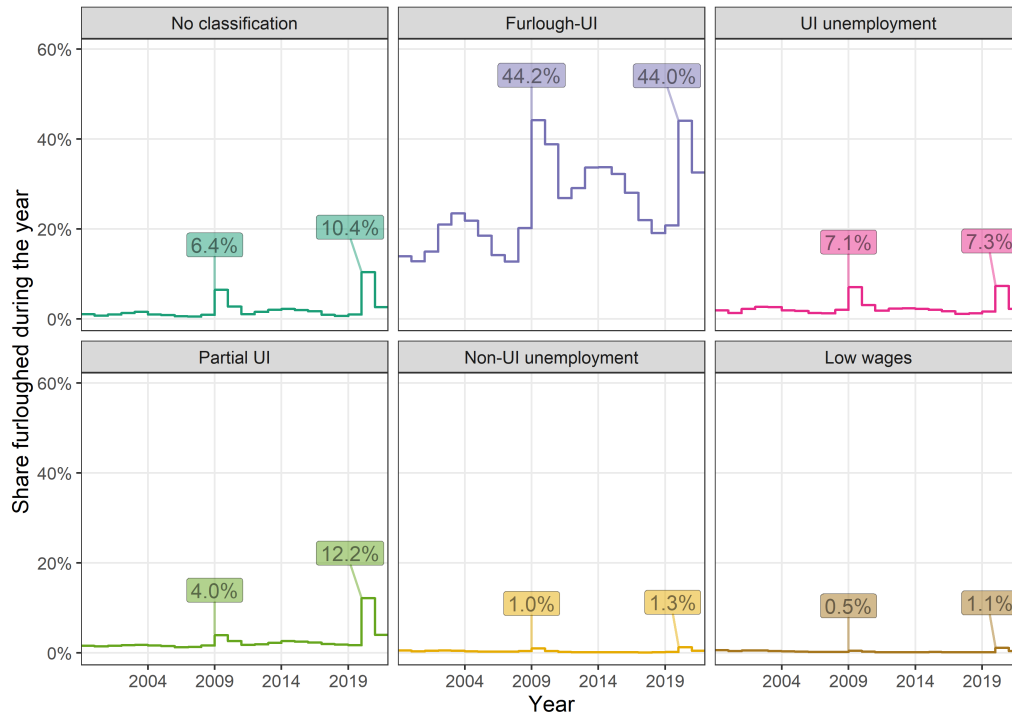 No classification
Furlough-UI
UI unemployment
60%
40%
20%
0%
6.4%
10.4%
44.2%
44.0%
7.1%
7.3%
Partial UI
Non-UI unemployment
Low wages
60%
40%
20%
0%
4.0%
12.2%
1.0%
1.3%
0.5%
1.1%
2004 2009 2014 2019
2004 2009 2014 2019
2004 2009 2014 2019
Year
Share furloughed during the year